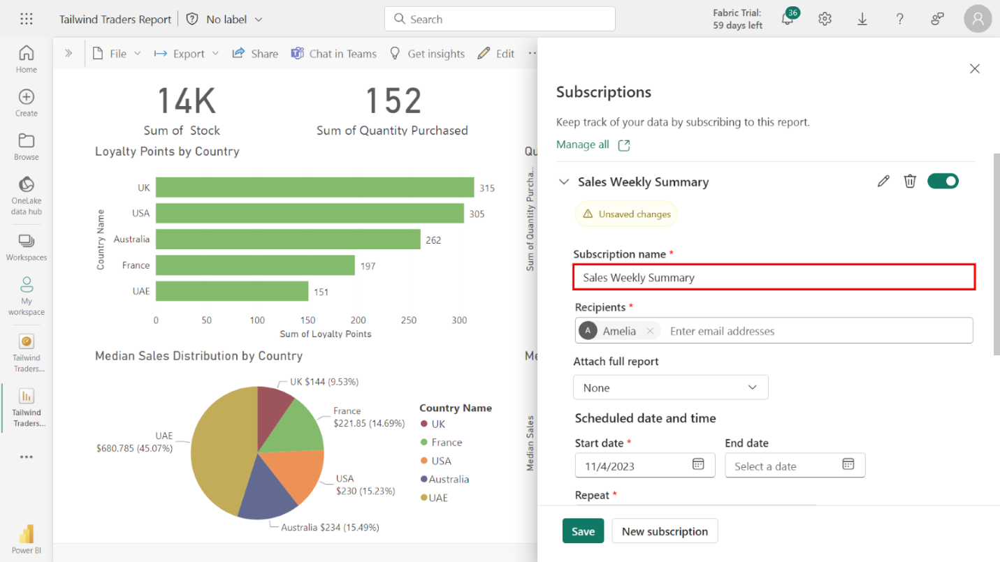 Tailwind Traders Report
No label
Search
Fabric Trial:
59 days left
36
?
A
Home
Create
Browse
OneLake
data hub
Workspaces
My
workspace
Tailwind
Traders...
Tailwind
Traders...
Power BI
File
Export
Share
Chat in Teams
Get insights
Edit
14K
Sum of Stock
152
Sum of Quantity Purchased
Loyalty Points by Country
Country Name
UK 315
USA 305
Australia 262
France 197
UAE 151
0 50 100 150 200 250 300
Sum of Loyalty Points
Qu
Sum of Quantity Purcha...
Median Sales Distribution by Country
UK $144 (9.53%)
France
$221.85 (14.69%)
USA
$230 (15.23%)
Australia $234 (15.49%)
UAE
$680.785 (45.07%)
Country Name
UK
France
USA
Australia
UAE
Me
Median Sales
Subscriptions
Keep track of your data by subscribing to this report.
Manage all
Sales Weekly Summary
Unsaved changes
Subscription name *
Sales Weekly Summary
Recipients *
A Amelia Enter email addresses
Attach full report
None
Scheduled date and time
Start date * End date
11/4/2023 Select a date
Repeat *
Save New subscription